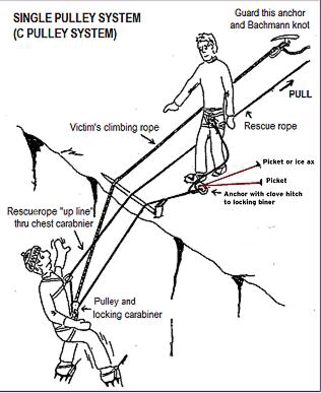 SINGLE PULLEY SYSTEM
(C PULLEY SYSTEM)
Guard this anchor
and Bachmann knot
PULL
Victim's climbing rope
Rescue rope
Picket or ice ax
Picket
Anchor with clove hitch
to locking biner
Rescuerope "up line"
thru chest carabnier
Pulley and
locking carabiner